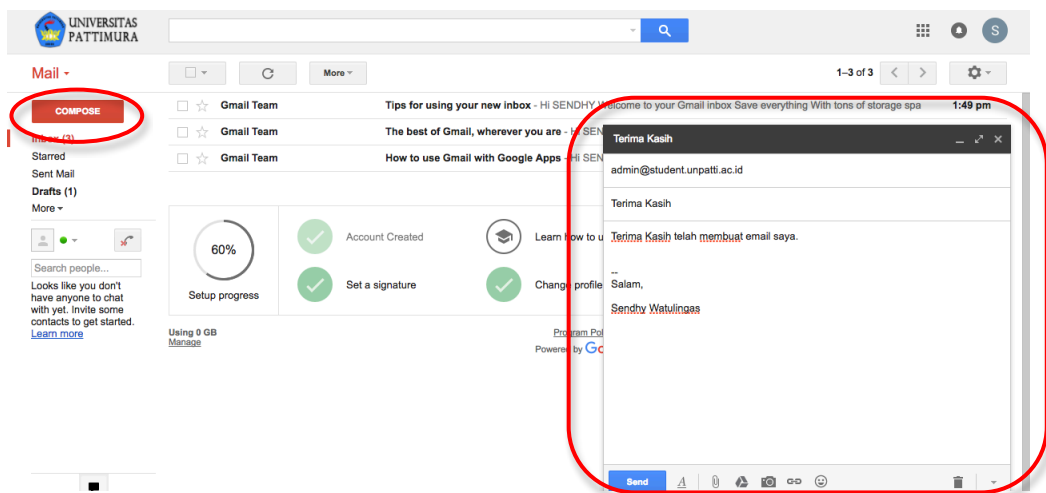 UNIVERSITAS
PATTIMURA
S
Mail
More
1–3 of 3
COMPOSE
Inbox (3)
Starred
Sent Mail
Drafts (1)
More
Search people...
Looks like you don't
have anyone to chat
with yet. Invite some
contacts to get started.
Learn more
Gmail Team Tips for using your new inbox - Hi SENDHY Welcome to your Gmail inbox Save everything With tons of storage spa 1:49 pm
Gmail Team The best of Gmail, wherever you are - Hi SEN
Gmail Team How to use Gmail with Google Apps - Hi SEN
60%
Setup progress
Account Created
Learn how to u
Set a signature
Change profile
Using 0 GB
Manage
Program Pol
Powered by Go
Terima Kasih
admin@student.unpatti.ac.id
Terima Kasih
Terima Kasih telah membuat email saya.
--
Salam,
Sendhy Watulingas
Send A